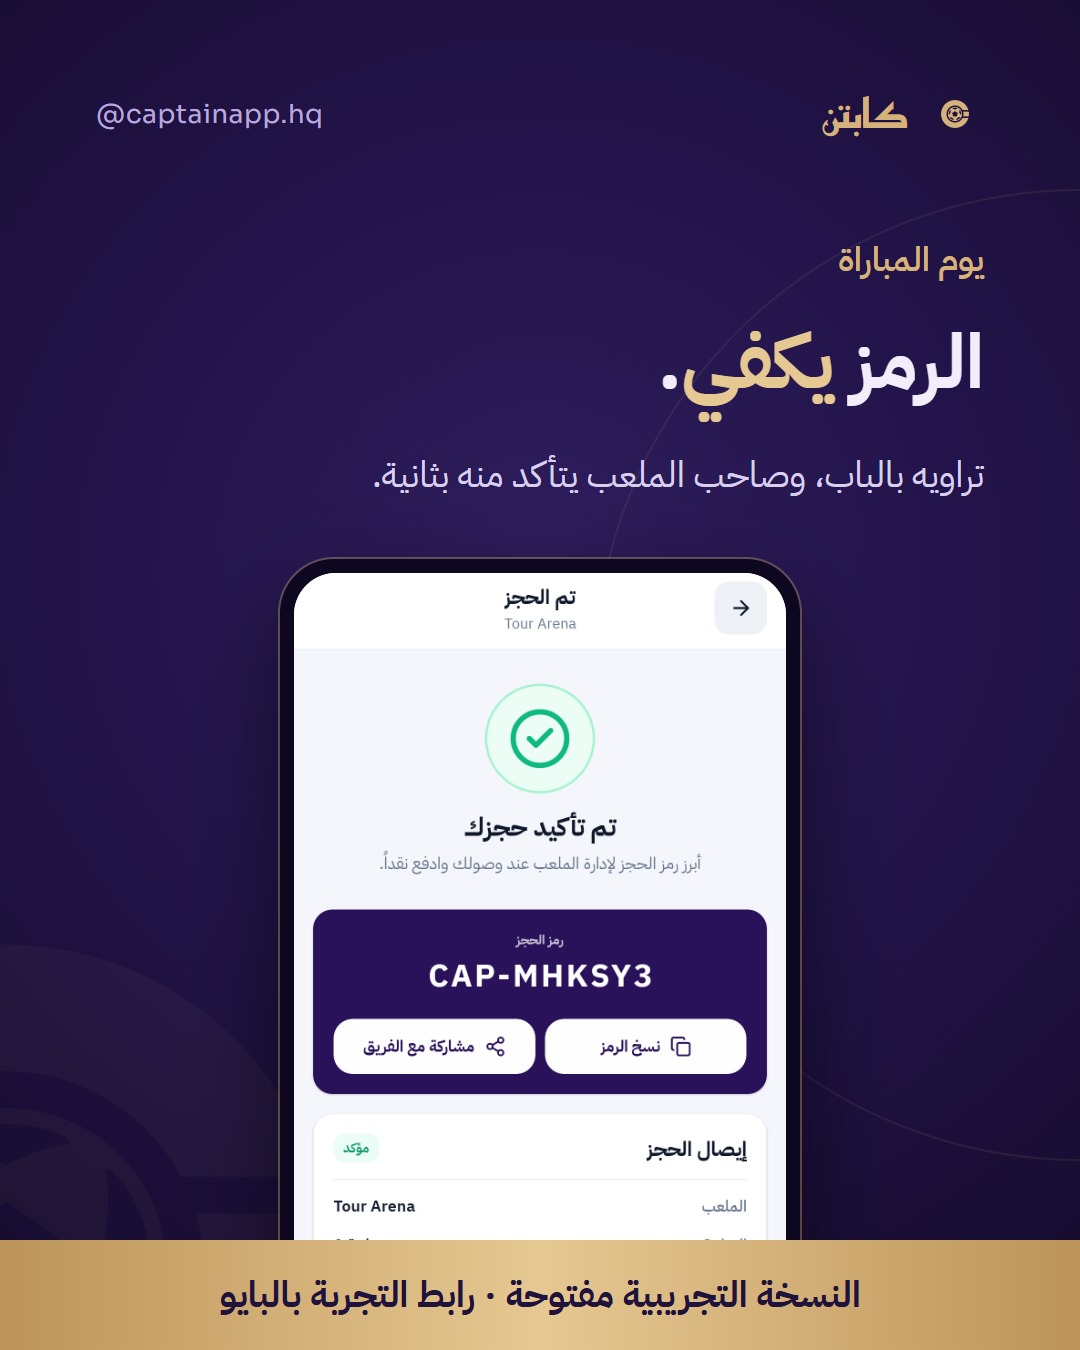 كابتن
@captainapp.hq
يوم المباراة
الرمز يكفي.
تراويه بالباب، وصاحب الملعب يتأكد منه بثانية.
تم الحجز
Tour Arena
تم تأكيد حجزك
أبرز رمز الحجز لإدارة الملعب عند وصولك وادفع نقداً.
رمز الحجز
CAP-MHKSY3
نسخ الرمز
مشاركة مع الفريق
إيصال الحجز
مؤكد
الملعب
Tour Arena
النسخة التجريبية مفتوحة · رابط التجربة بالبايو